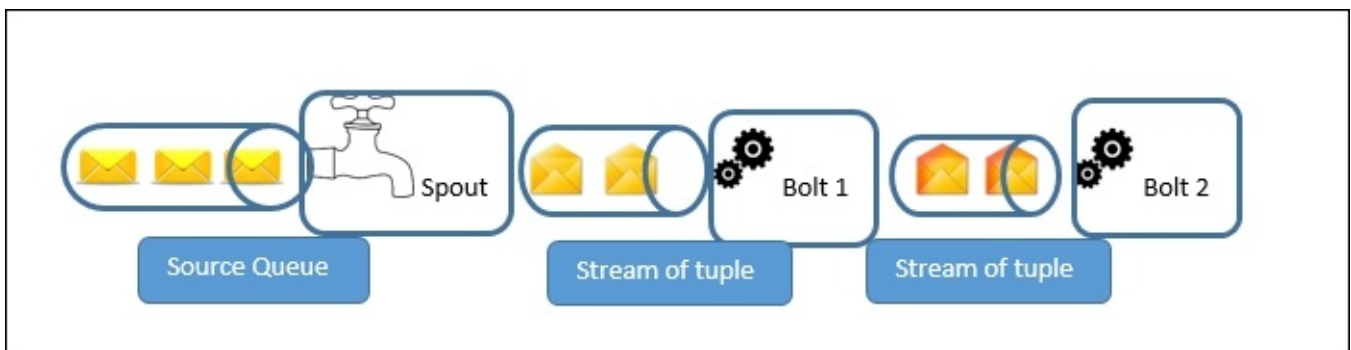 Spout
Bolt 1
Bolt 2
Source Queue
Stream of tuple
Stream of tuple